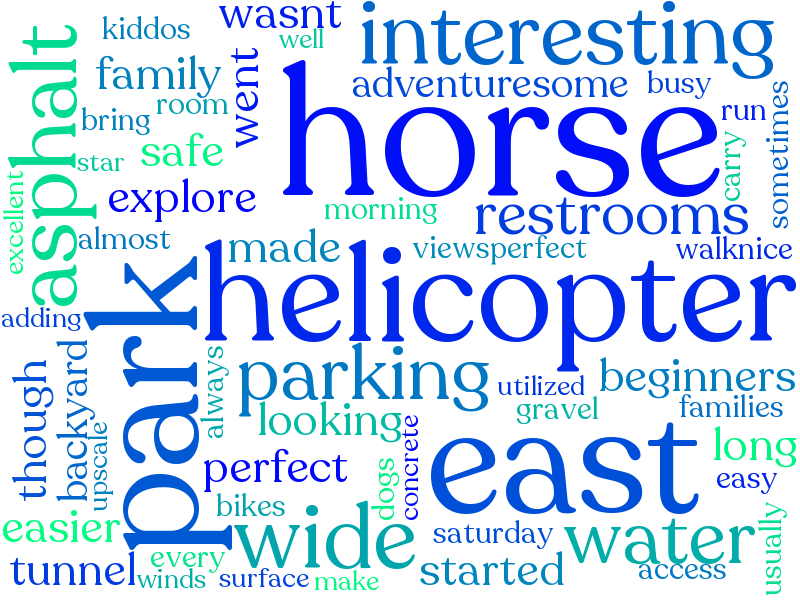 kiddos
wasnt
well
interesting
family
went
adventuresome
busy
asphalt
bring
room
horse
run
sometimes
star
safe
carry
excellent
explore
morning
restrooms
almost
made
viewsperfect
walknice
park
helicopter
adding
though
backyard
always
parking
utilized
beginners
looking
gravel
families
upscale
perfect
dogs
concrete
east
long
easy
bikes
easier
wide
saturday
water
usually
tunnel
every
winds
surface
make
started
access